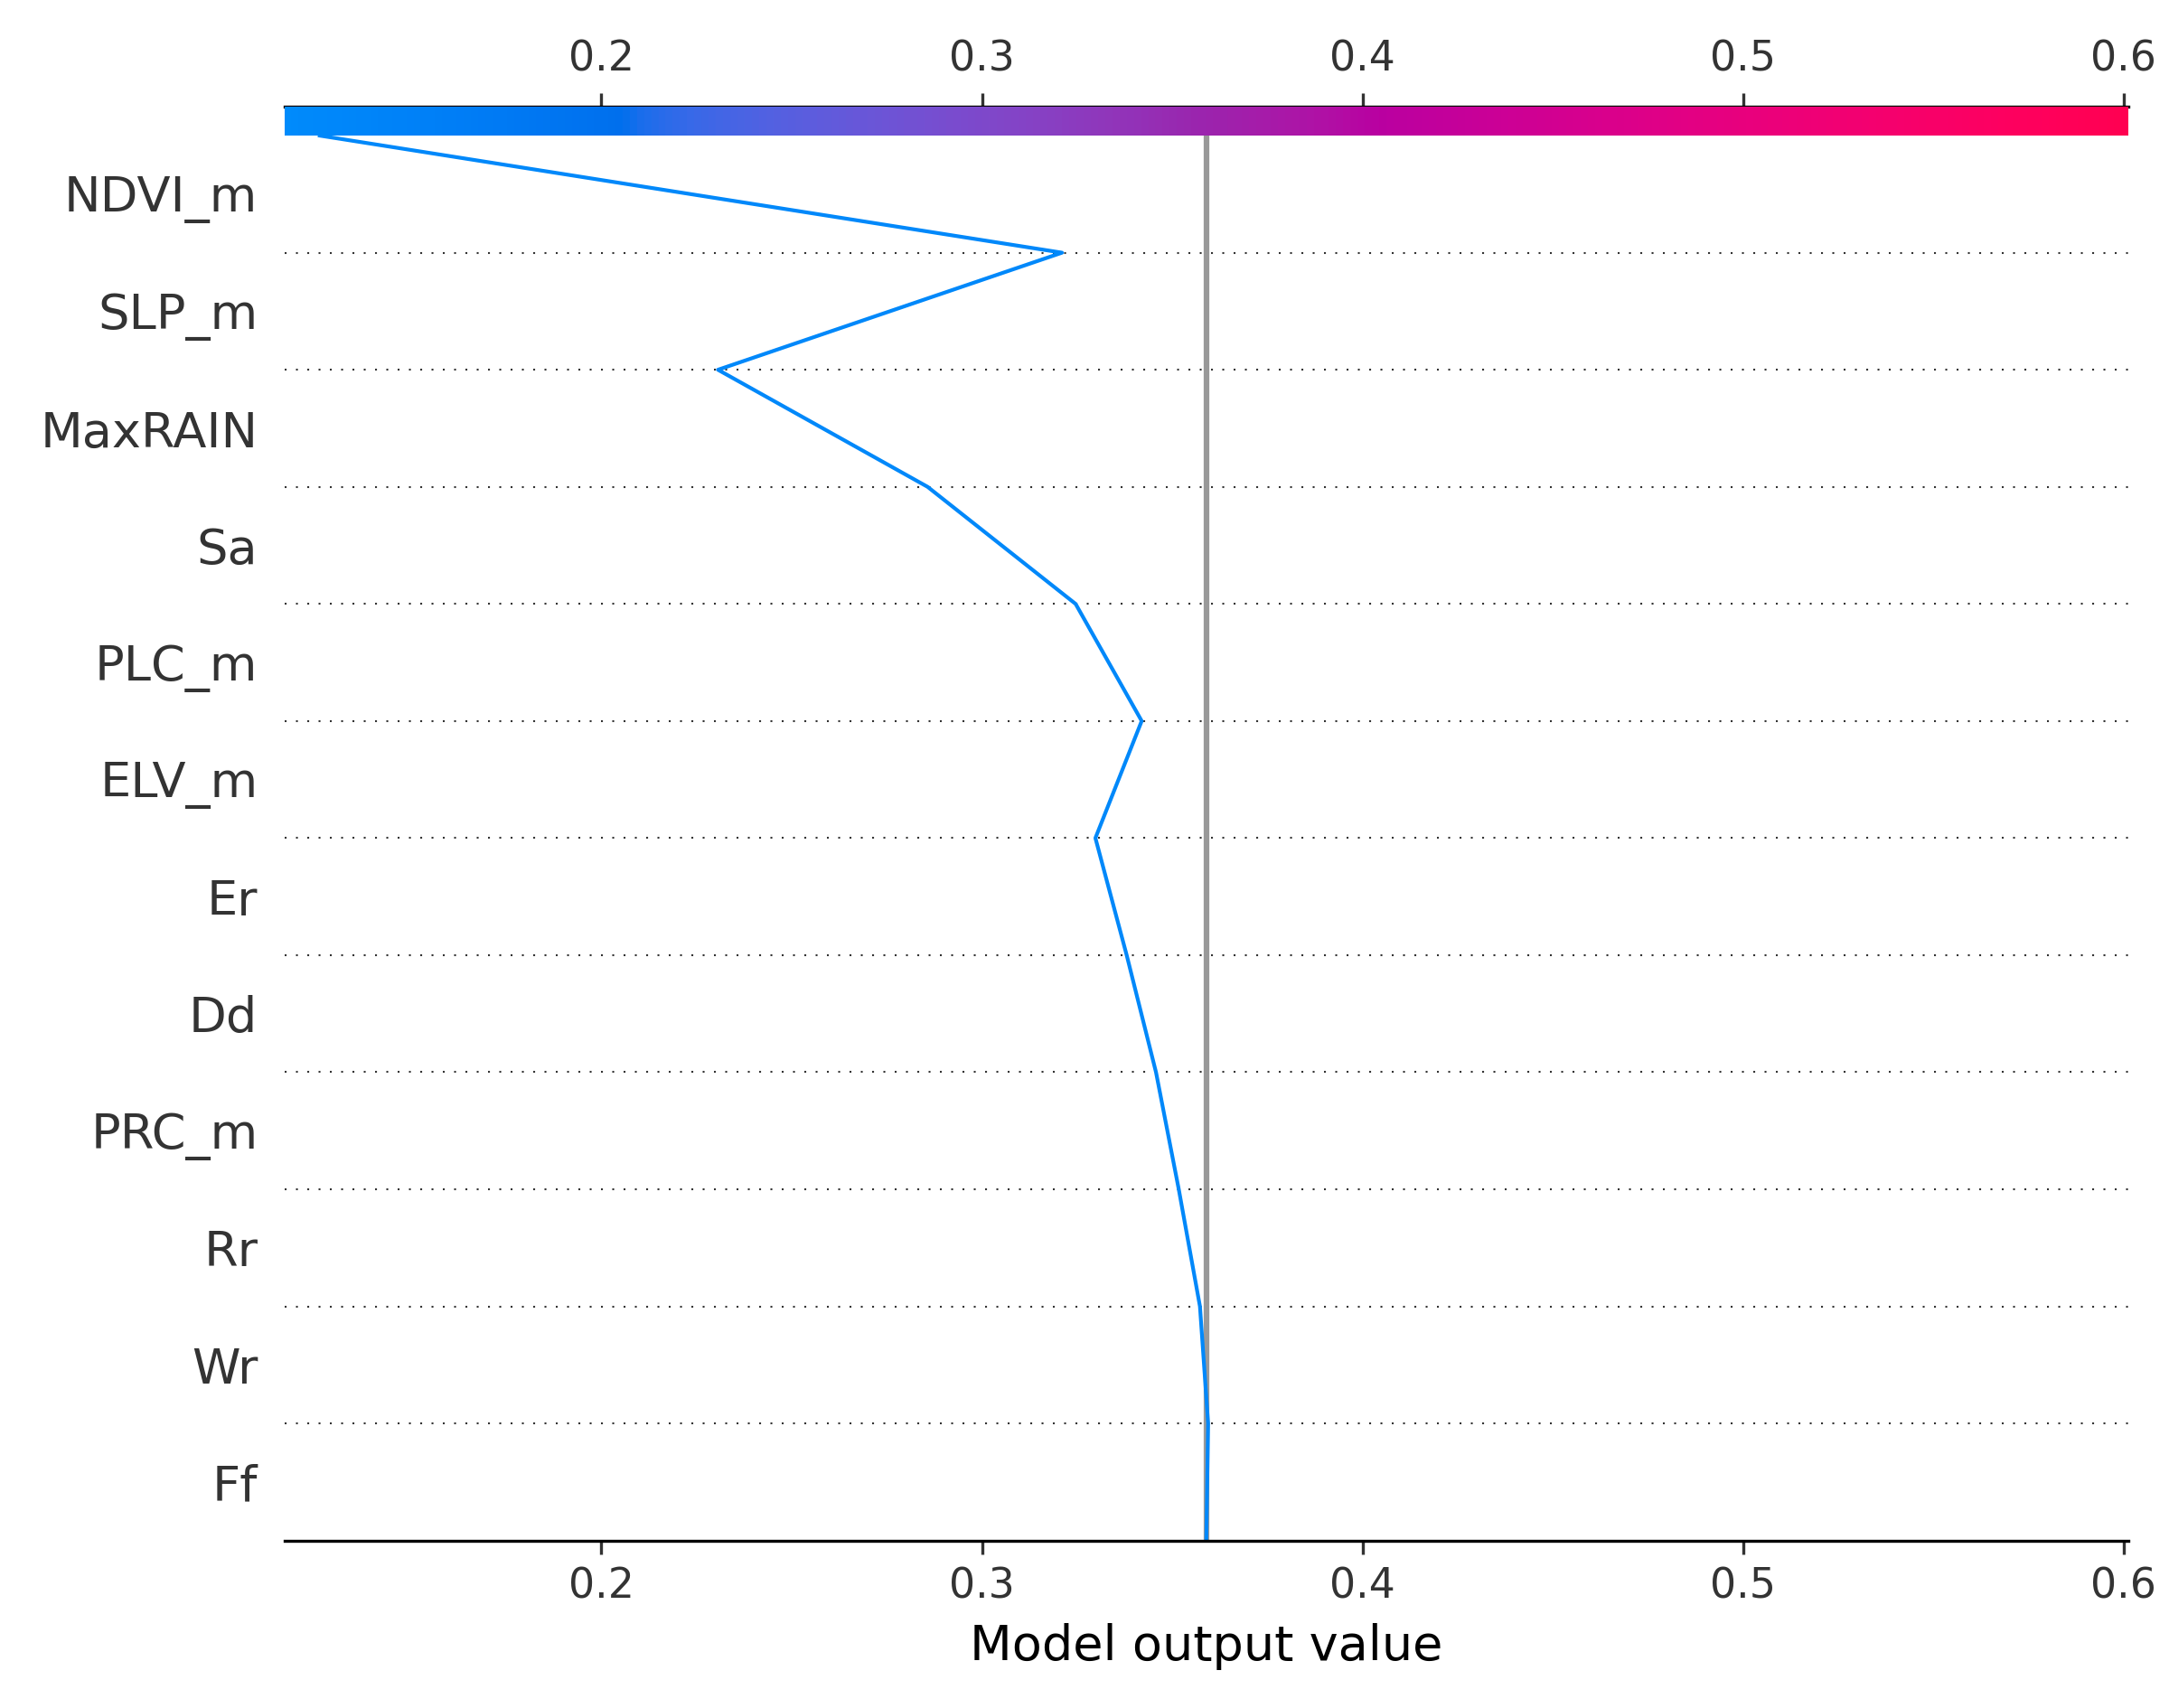 0.2 0.3 0.4 0.5 0.6
NDVI_m
SLP_m
MaxRAIN
Sa
PLC_m
ELV_m
Er
Dd
PRC_m
Rr
Wr
Ff
0.2 0.3 0.4 0.5 0.6
Model output value